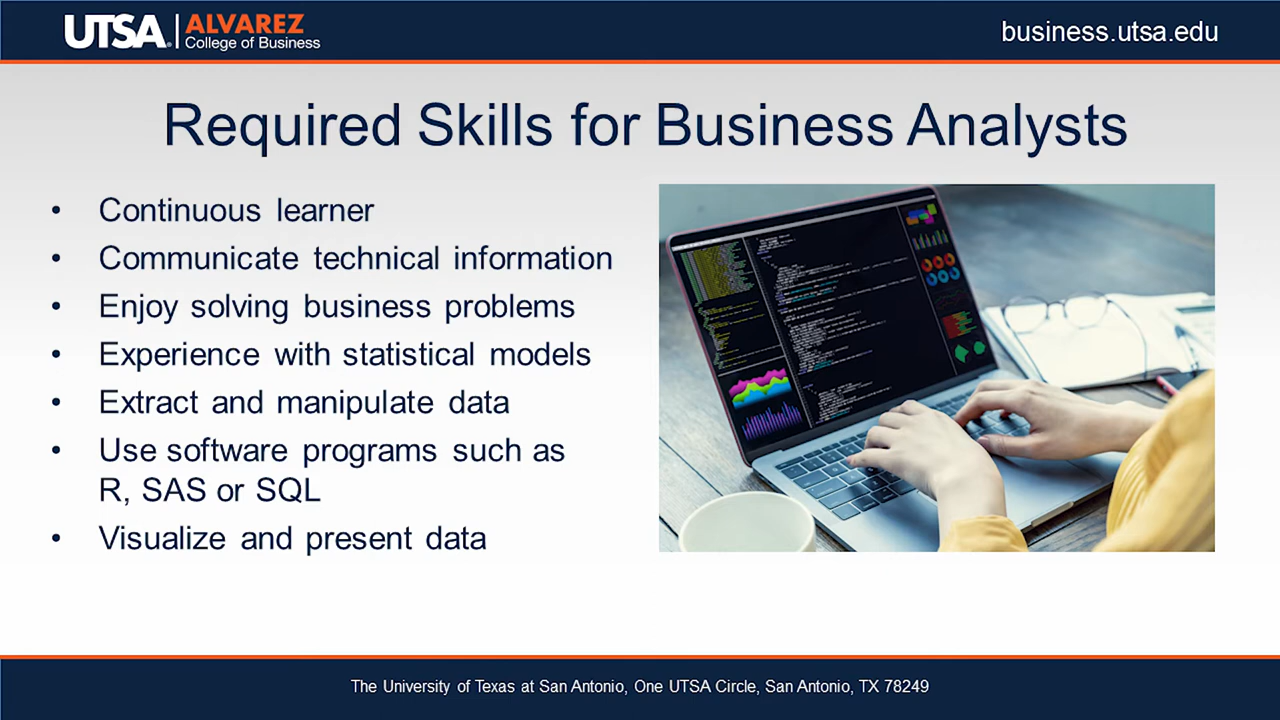 UTSA. ALVAREZ
College of Business
business.utsa.edu
Required Skills for Business Analysts
• Continuous learner
• Communicate technical information
• Enjoy solving business problems
• Experience with statistical models
• Extract and manipulate data
• Use software programs such as
R, SAS or SQL
• Visualize and present data
The University of Texas at San Antonio, One UTSA Circle, San Antonio, TX 78249